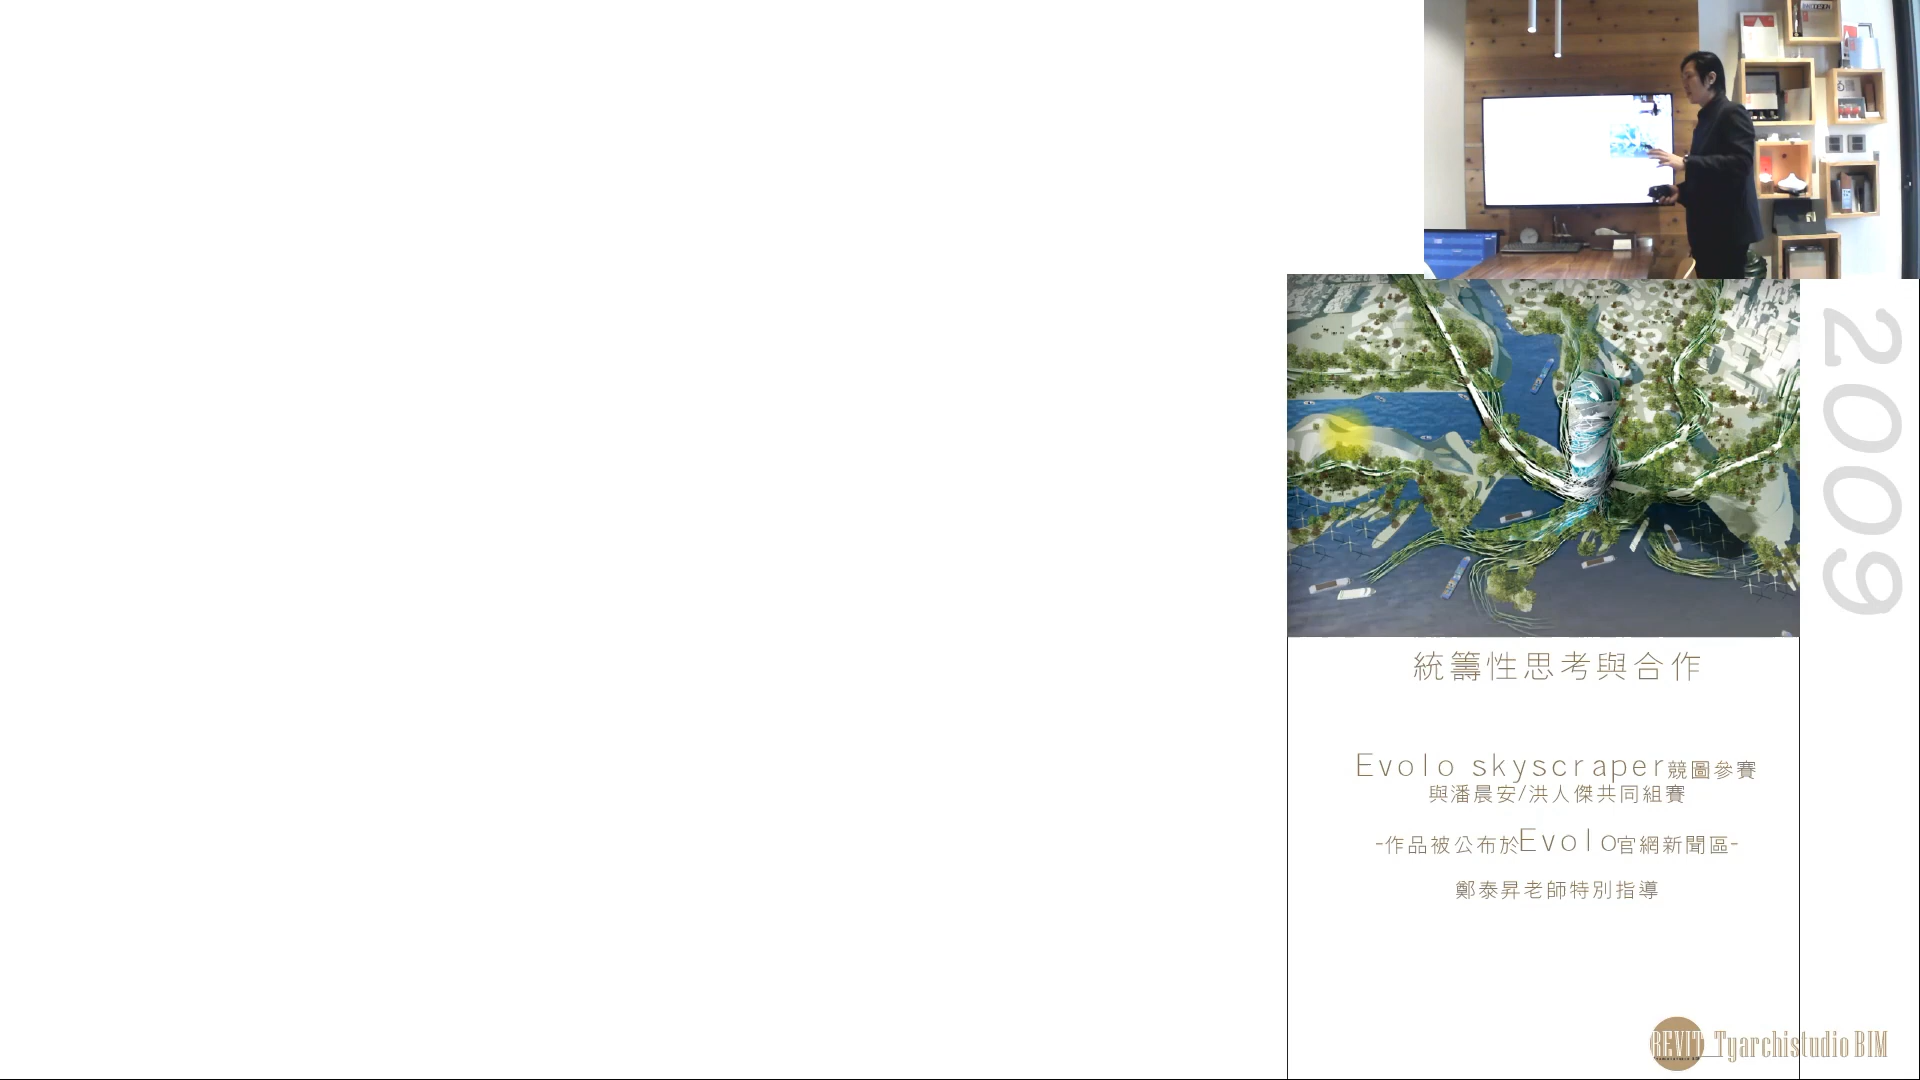 2009
統籌性思考與合作
Evolo skyscraper競圖參賽
與潘晨安/洪人傑共同組賽
-作品被公布於Evolo官網新聞區-
鄭泰昇老師特別指導
REVIT Tyarchistudio BIM